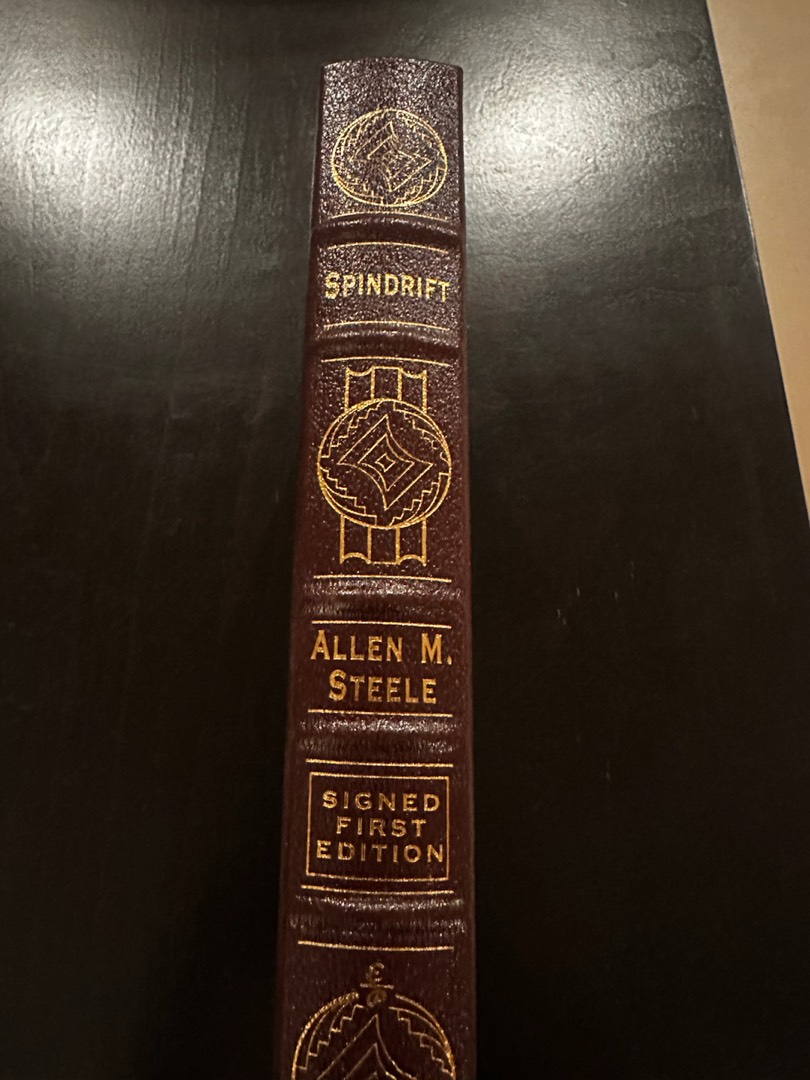 SPINDRIFT
ALLEN M.
STEELE
SIGNED
FIRST
EDITION